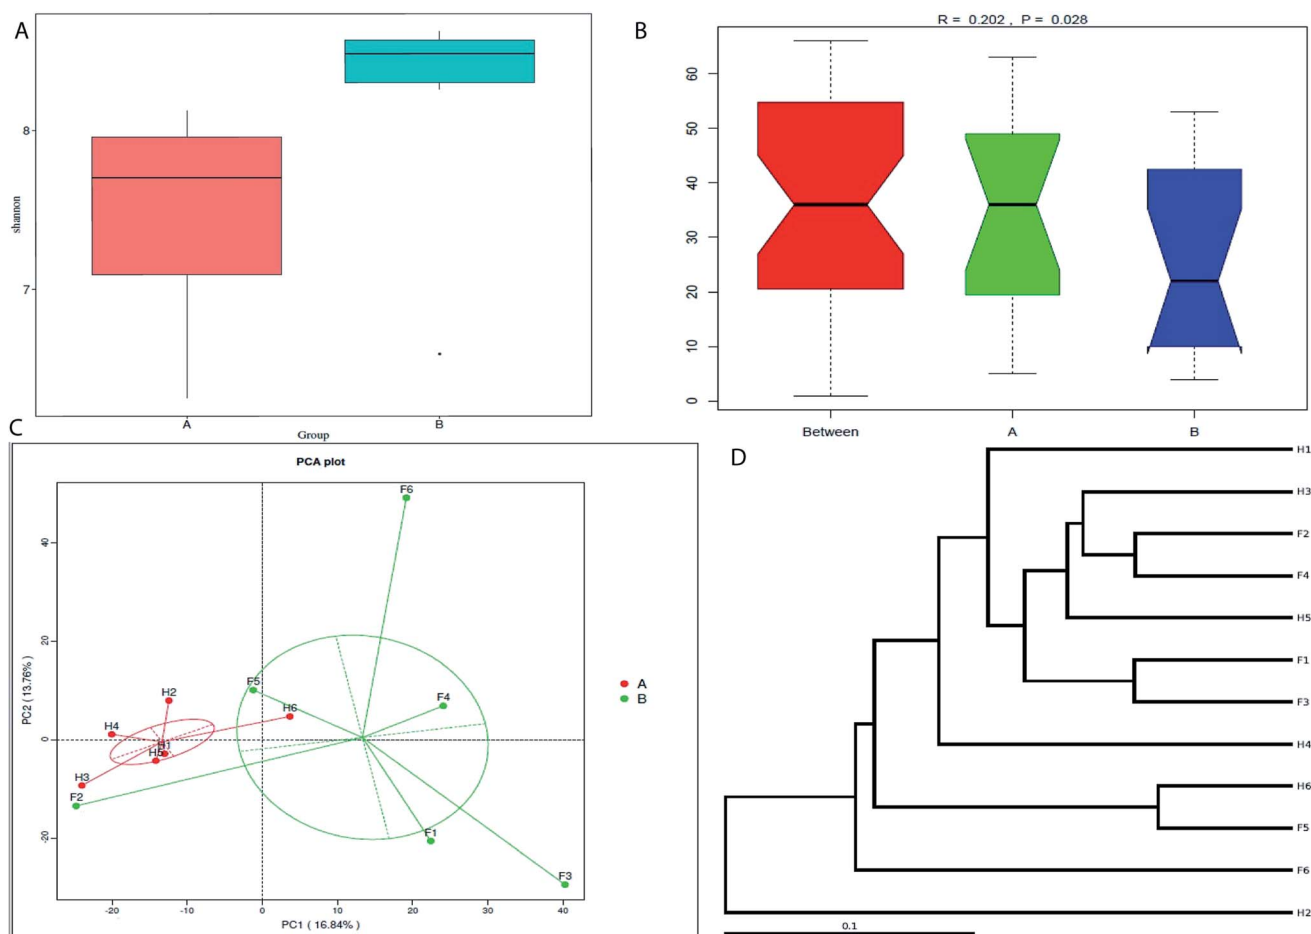 A
shannon
8
7
A
B
Group
B
R = 0.202 , P = 0.028
60
50
40
30
20
10
0
Between
A
B
C
PCA plot
PC2 ( 13.76% )
40
20
0
-20
F6
F5
F4
H2
H6
H4
H1
H5
H3
F2
F1
F3
-20
-10
0
10
20
30
40
PC1 ( 16.84% )
A
B
D
H1
H3
F2
F4
H5
F1
F3
H4
H6
F5
F6
H2
0.1